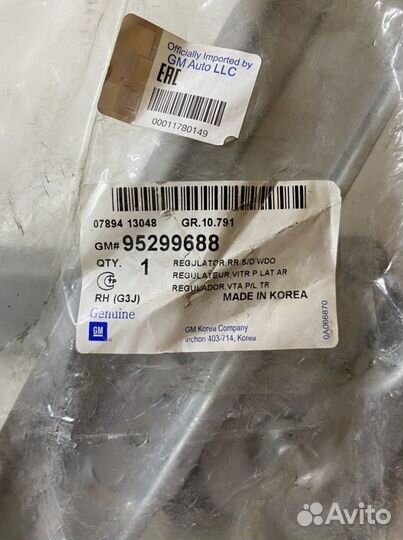 Officially Imported by
GM Auto LLC
EAC
00011780149
07894 13048 GR.10.791
GM# 95299688
QTY. 1 REGULATOR,RR S/D WDO
REGULATEUR,VITR P LAT AR
REGULADOR,VTA P/L TR
RH (G3J) MADE IN KOREA
Genuine
GM
GM Korea Company
Inchon 403-714, Korea
0A066870
Avito